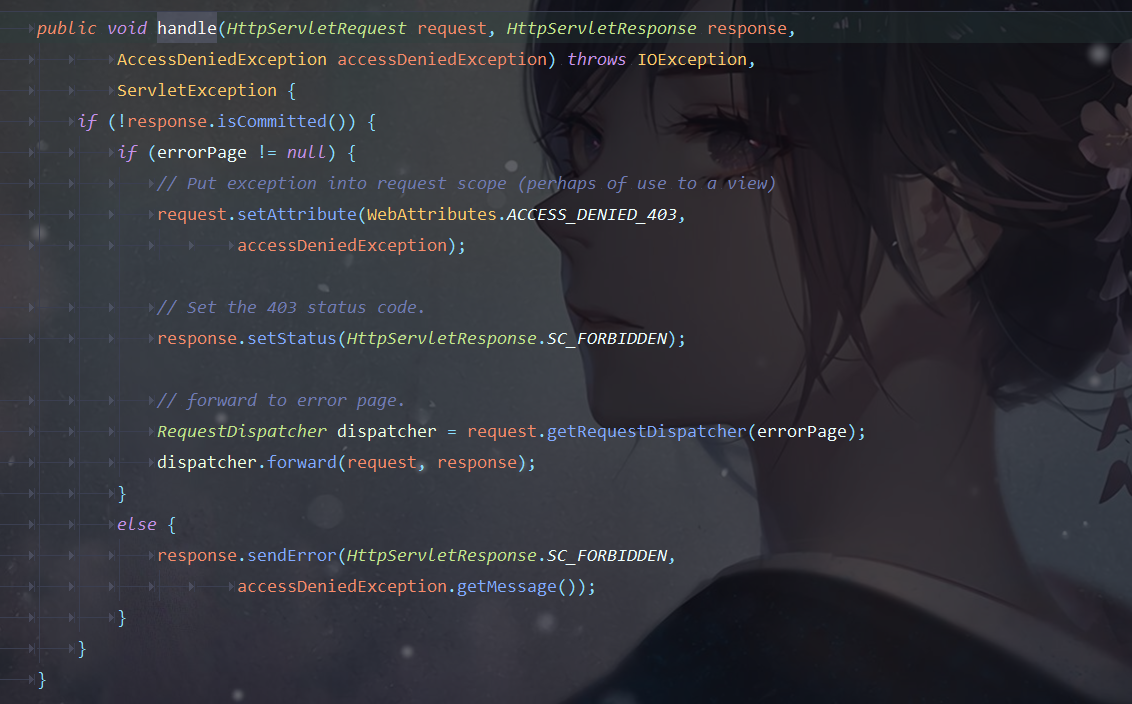 public void handle(HttpServletRequest request, HttpServletResponse response,
AccessDeniedException accessDeniedException) throws IOException,
ServletException {
if (!response.isCommitted()) {
if (errorPage != null) {
// Put exception into request scope (perhaps of use to a view)
request.setAttribute(WebAttributes.ACCESS_DENIED_403,
accessDeniedException);
// Set the 403 status code.
response.setStatus(HttpServletResponse.SC_FORBIDDEN);
// forward to error page.
RequestDispatcher dispatcher = request.getRequestDispatcher(errorPage);
dispatcher.forward(request, response);
}
else {
response.sendError(HttpServletResponse.SC_FORBIDDEN,
accessDeniedException.getMessage());
}
}
}